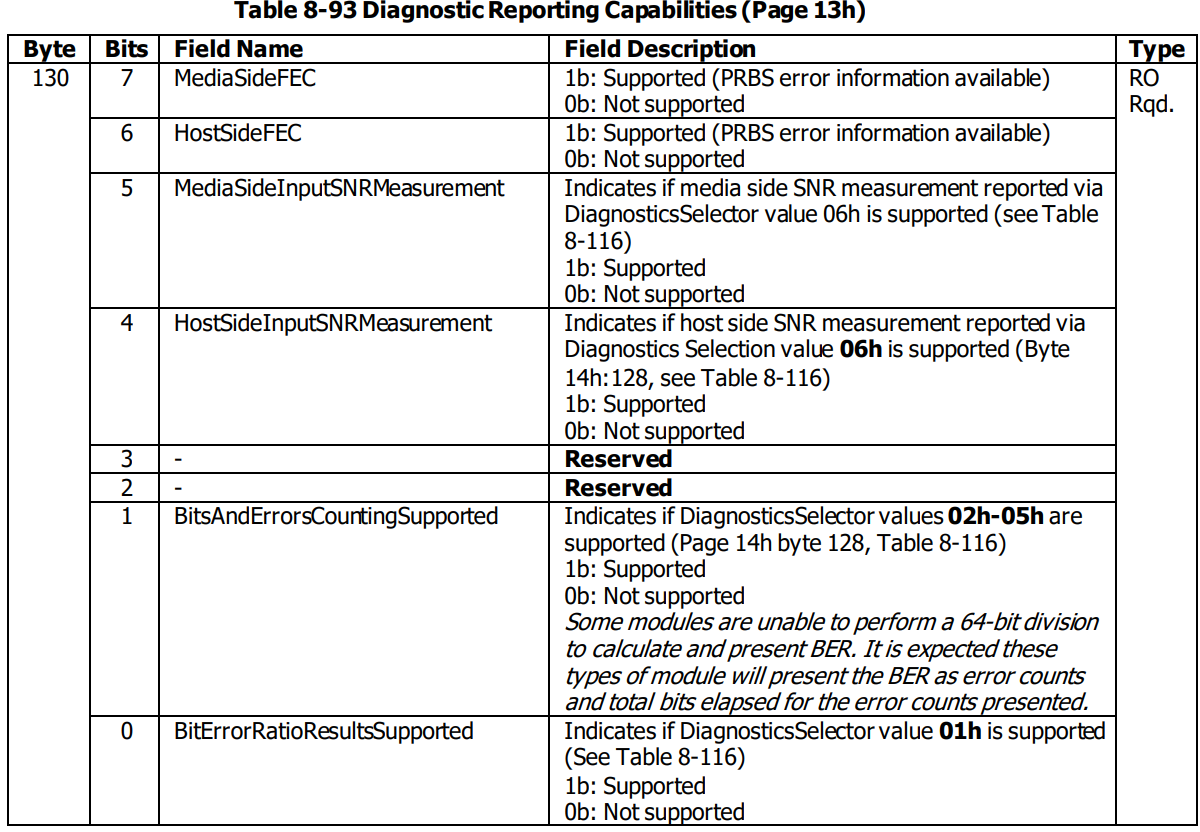 Table 8-93 Diagnostic Reporting Capabilities (Page 13h)
Byte Bits Field Name Field Description Type
130 7 MediaSideFEC 1b: Supported (PRBS error information available) RO
0b: Not supported Rqd.
6 HostSideFEC 1b: Supported (PRBS error information available)
0b: Not supported
5 MediaSideInputSNRMeasurement Indicates if media side SNR measurement reported via
DiagnosticsSelector value 06h is supported (see Table
8-116)
1b: Supported
0b: Not supported
4 HostSideInputSNRMeasurement Indicates if host side SNR measurement reported via
Diagnostics Selection value 06h is supported (Byte
14h:128, see Table 8-116)
1b: Supported
0b: Not supported
3 - Reserved
2 - Reserved
1 BitsAndErrorsCountingSupported Indicates if DiagnosticsSelector values 02h-05h are
supported (Page 14h byte 128, Table 8-116)
1b: Supported
0b: Not supported
Some modules are unable to perform a 64-bit division
to calculate and present BER. It is expected these
types of module will present the BER as error counts
and total bits elapsed for the error counts presented.
0 BitErrorRatioResultsSupported Indicates if DiagnosticsSelector value 01h is supported
(See Table 8-116)
1b: Supported
0b: Not supported